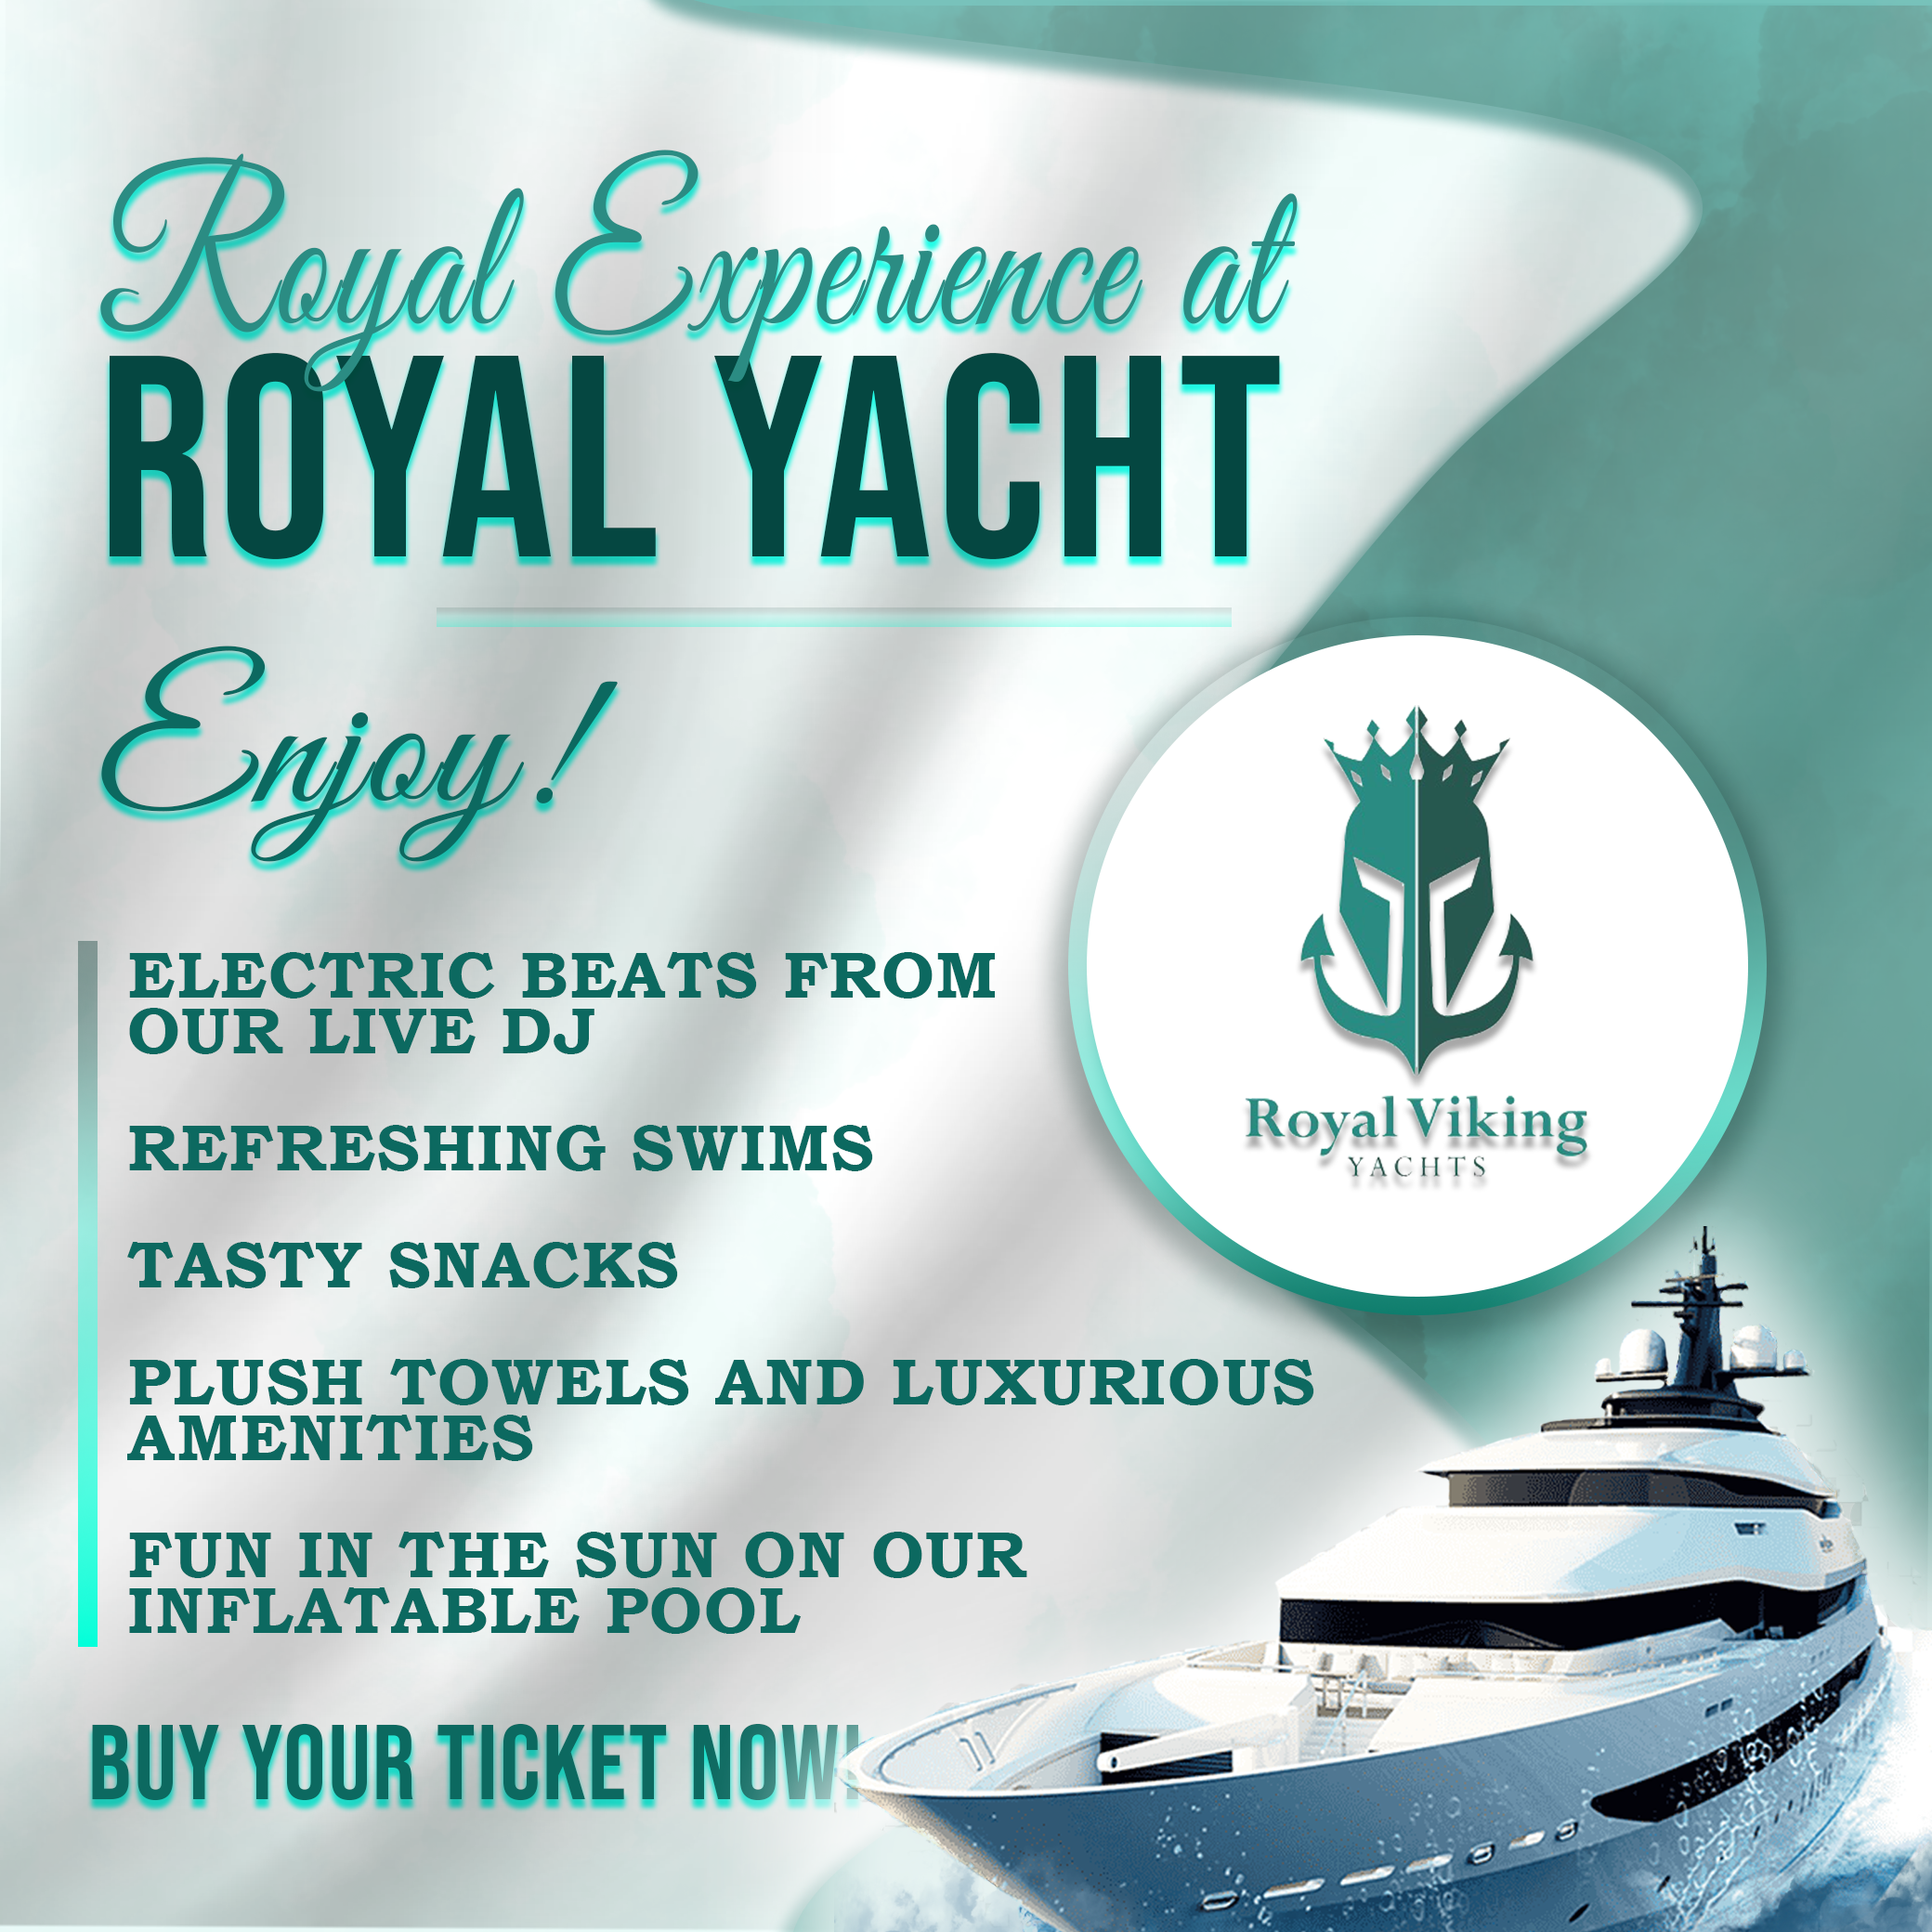 Royal Experience at
ROYAL YACHT
Enjoy!
ELECTRIC BEATS FROM
OUR LIVE DJ
REFRESHING SWIMS
TASTY SNACKS
PLUSH TOWELS AND LUXURIOUS
AMENITIES
FUN IN THE SUN ON OUR
INFLATABLE POOL
BUY YOUR TICKET NOW!
Royal Viking
YACHTS